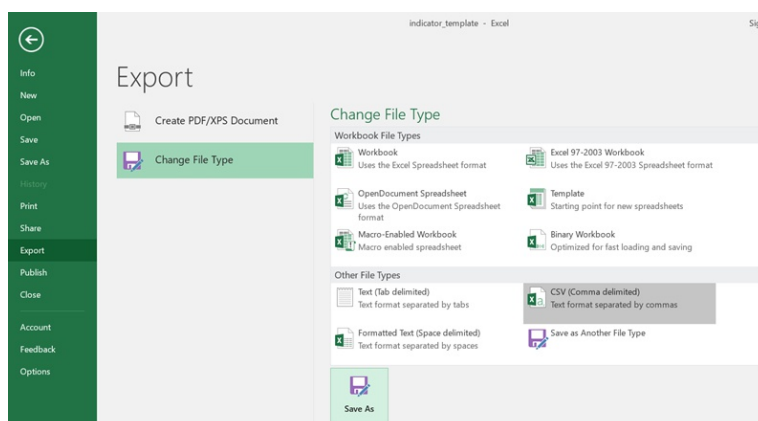 indicator_template - Excel
Info
New
Open
Save
Save As
History
Print
Share
Export
Publish
Close
Account
Feedback
Options
Export
Create PDF/XPS Document
Change File Type
Change File Type
Workbook File Types
Workbook
Uses the Excel Spreadsheet format
Excel 97-2003 Workbook
Uses the Excel 97-2003 Spreadsheet format
OpenDocument Spreadsheet
Uses the OpenDocument Spreadsheet
format
Template
Starting point for new spreadsheets
Macro-Enabled Workbook
Macro enabled spreadsheet
Binary Workbook
Optimized for fast loading and saving
Other File Types
Text (Tab delimited)
Text format separated by tabs
CSV (Comma delimited)
Text format separated by commas
Formatted Text (Space delimited)
Text format separated by spaces
Save as Another File Type
Save As